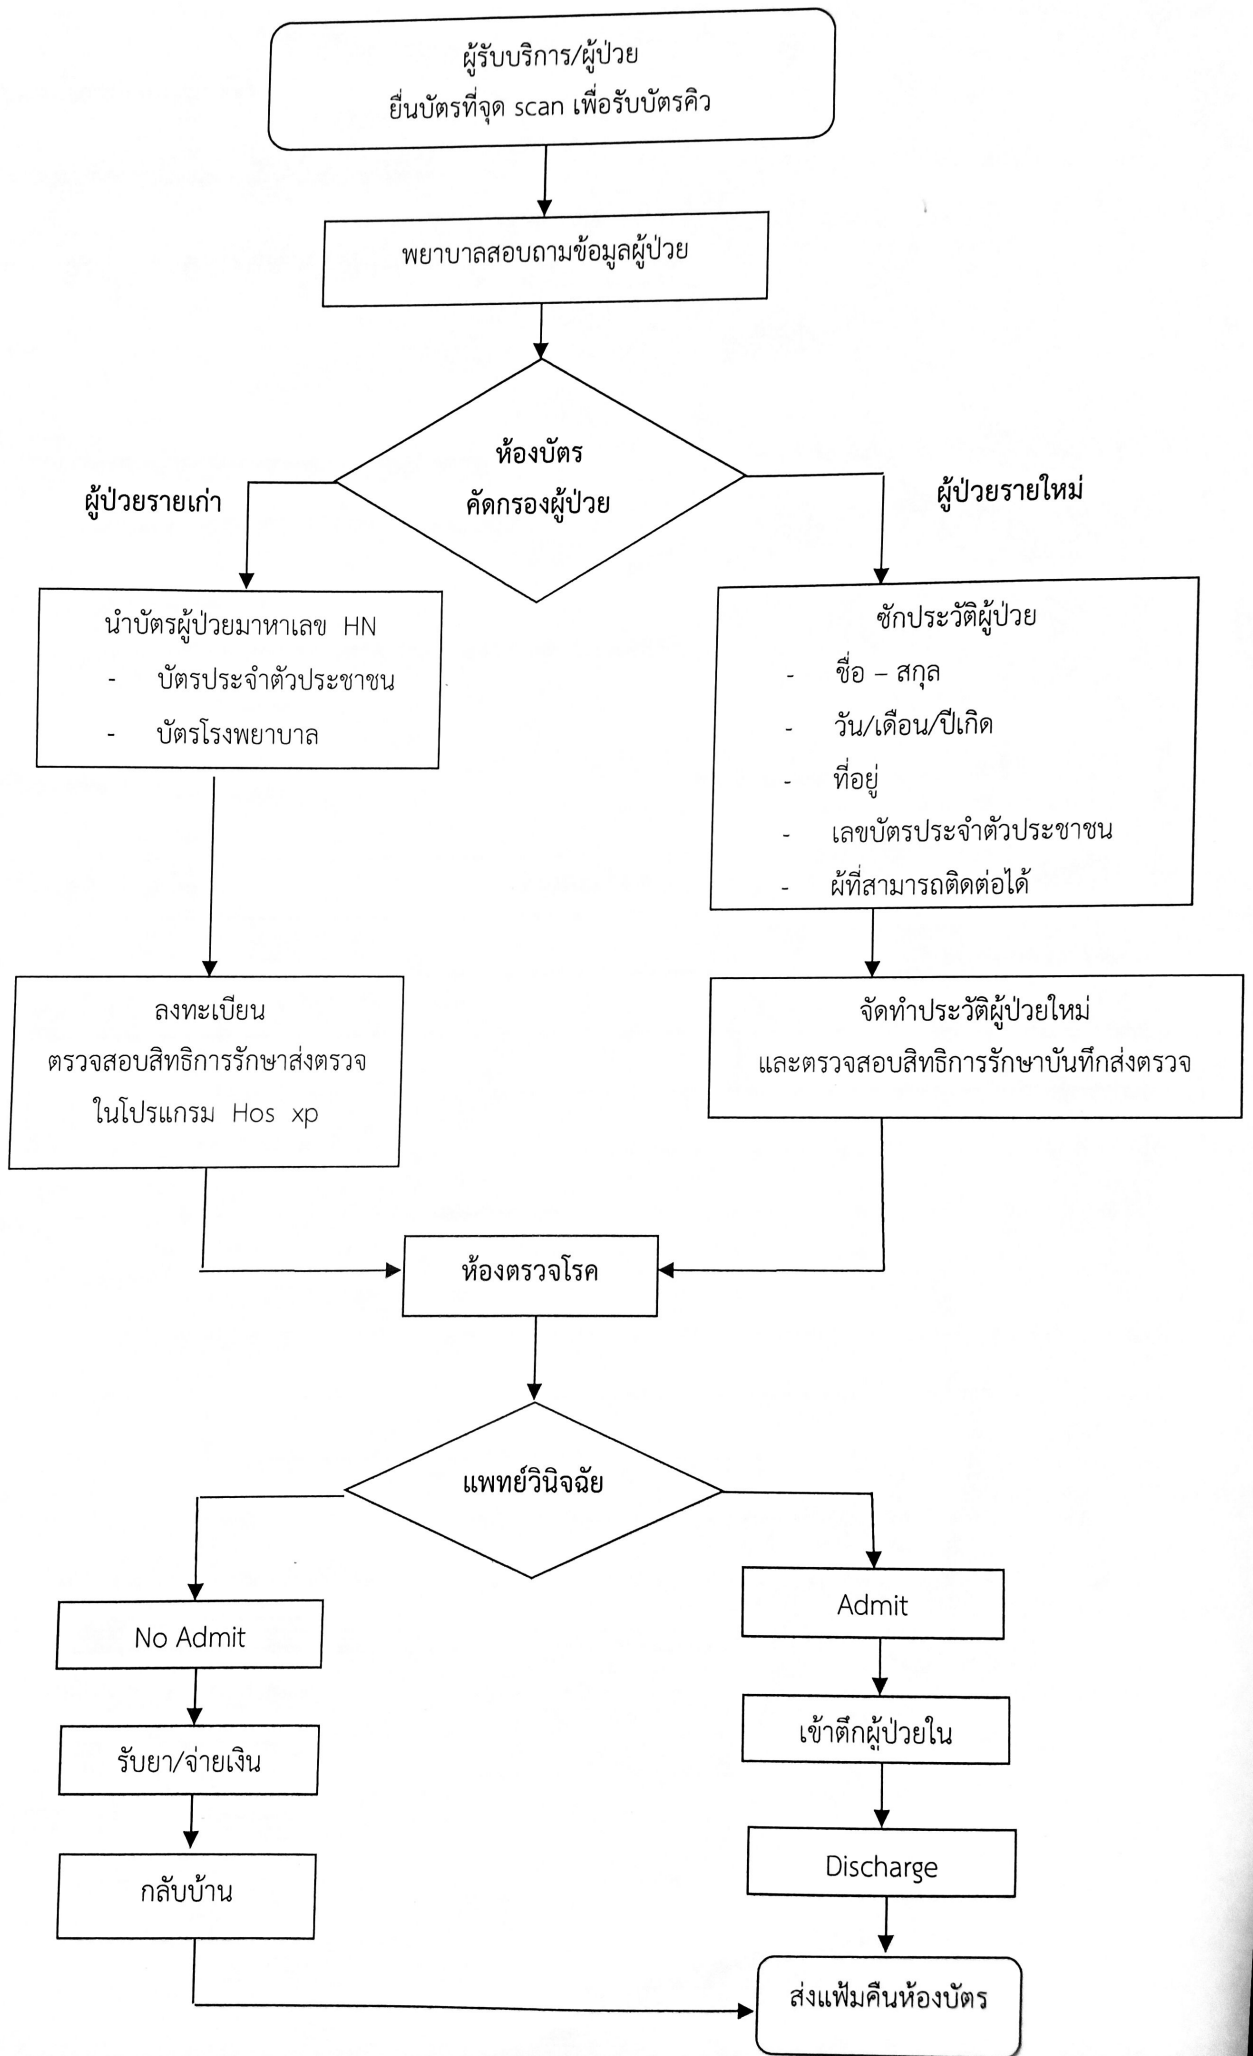 ผู้รับบริการ/ผู้ป่วย
ยื่นบัตรที่จุด scan เพื่อรับบัตรคิว
พยาบาลสอบถามข้อมูลผู้ป่วย
ห้องบัตร
คัดกรองผู้ป่วย
ผู้ป่วยรายเก่า
ผู้ป่วยรายใหม่
นำบัตรผู้ป่วยมาหาเลข HN
- บัตรประจำตัวประชาชน
- บัตรโรงพยาบาล
ซักประวัติผู้ป่วย
- ชื่อ – สกุล
- วัน/เดือน/ปีเกิด
- ที่อยู่
- เลขบัตรประจำตัวประชาชน
- ผ้ที่สามารถติดต่อได้
ลงทะเบียน
ตรวจสอบสิทธิการรักษาส่งตรวจ
ในโปรแกรม Hos xp
จัดทำประวัติผู้ป่วยใหม่
และตรวจสอบสิทธิการรักษาบันทึกส่งตรวจ
ห้องตรวจโรค
แพทย์วินิจฉัย
No Admit
รับยา/จ่ายเงิน
กลับบ้าน
Admit
เข้าตึกผู้ป่วยใน
Discharge
ส่งแฟ้มคืนห้องบัตร